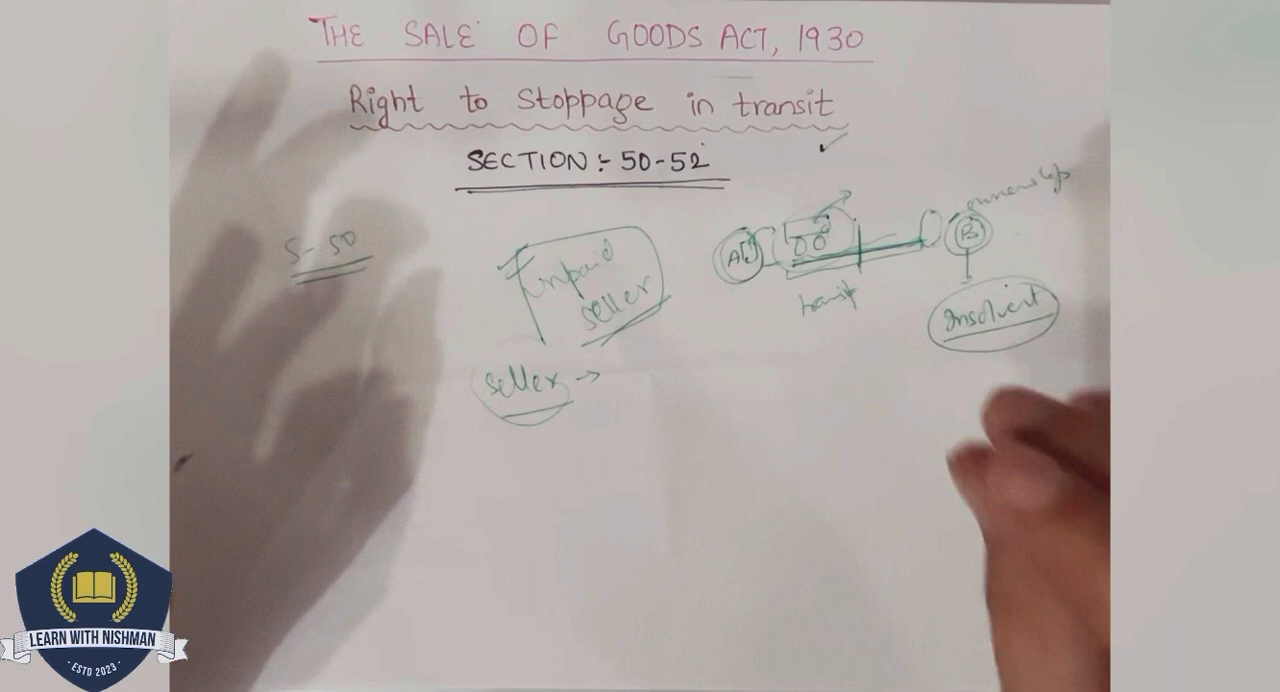 THE SALE OF GOODS ACT, 1930
Right to Stoppage in transit
SECTION :- 50-52
S-50
Unpaid
seller
A
B
ownership
transit
Insolvent
seller →
LEARN WITH NISHMAN
· ESTD 2023 ·